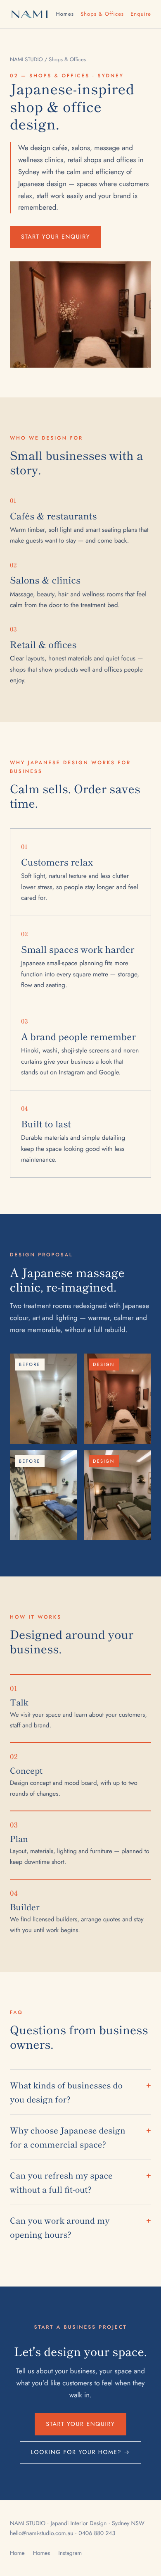 NAMI Homes Shops & Offices Enquire
NAMI STUDIO / Shops & Offices
02 — SHOPS & OFFICES · SYDNEY
Japanese-inspired
shop & office
design.
We design cafés, salons, massage and
wellness clinics, retail shops and offices in
Sydney with the calm and efficiency of
Japanese design — spaces where customers
relax, staff work easily and your brand is
remembered.
START YOUR ENQUIRY
WHO WE DESIGN FOR
Small businesses with a
story.
01
Cafés & restaurants
Warm timber, soft light and smart seating plans that
make guests want to stay — and come back.
02
Salons & clinics
Massage, beauty, hair and wellness rooms that feel
calm from the door to the treatment bed.
03
Retail & offices
Clear layouts, honest materials and quiet focus —
shops that show products well and offices people
enjoy.
WHY JAPANESE DESIGN WORKS FOR
BUSINESS
Calm sells. Order saves
time.
01
Customers relax
Soft light, natural texture and less clutter
lower stress, so people stay longer and feel
cared for.
02
Small spaces work harder
Japanese small-space planning fits more
function into every square metre — storage,
flow and seating.
03
A brand people remember
Hinoki, washi, shoji-style screens and noren
curtains give your business a look that
stands out on Instagram and Google.
04
Built to last
Durable materials and simple detailing
keep the space looking good with less
maintenance.
DESIGN PROPOSAL
A Japanese massage
clinic, re-imagined.
Two treatment rooms redesigned with Japanese
colour, art and lighting — warmer, calmer and
more memorable, without a full rebuild.
BEFORE
DESIGN
BEFORE
DESIGN
HOW IT WORKS
Designed around your
business.
01
Talk
We visit your space and learn about your customers,
staff and brand.
02
Concept
Design concept and mood board, with up to two
rounds of changes.
03
Plan
Layout, materials, lighting and furniture — planned to
keep downtime short.
04
Builder
We find licensed builders, arrange quotes and stay
with you until work begins.
FAQ
Questions from business
owners.
What kinds of businesses do +
you design for?
Why choose Japanese design +
for a commercial space?
Can you refresh my space +
without a full fit-out?
Can you work around my +
opening hours?
START A BUSINESS PROJECT
Let's design your space.
Tell us about your business, your space and
what you'd like customers to feel when they
walk in.
START YOUR ENQUIRY
LOOKING FOR YOUR HOME? →
NAMI STUDIO · Japandi Interior Design · Sydney NSW
hello@nami-studio.com.au · 0406 880 243
Home Homes Instagram